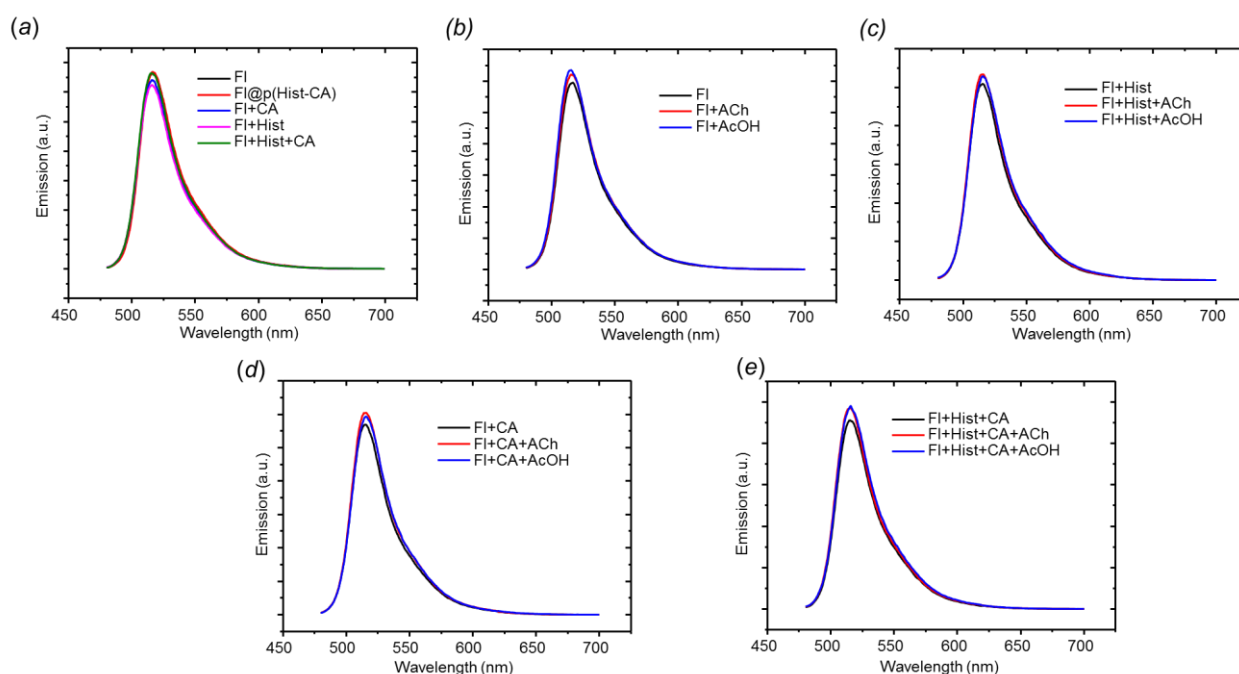 (a)
Fl
Fl@p(Hist-CA)
Fl+CA
Fl+Hist
Fl+Hist+CA
Emission (a.u.)
450 500 550 600 650 700
Wavelength (nm)
(b)
Fl
Fl+ACh
Fl+AcOH
Emission (a.u.)
450 500 550 600 650 700
Wavelength (nm)
(c)
Fl+Hist
Fl+Hist+ACh
Fl+Hist+AcOH
Emission (a.u.)
450 500 550 600 650 700
Wavelength (nm)
(d)
Fl+CA
Fl+CA+ACh
Fl+CA+AcOH
Emission (a.u.)
450 500 550 600 650 700
Wavelength (nm)
(e)
Fl+Hist+CA
Fl+Hist+CA+ACh
Fl+Hist+CA+AcOH
Emission (a.u.)
450 500 550 600 650 700
Wavelength (nm)